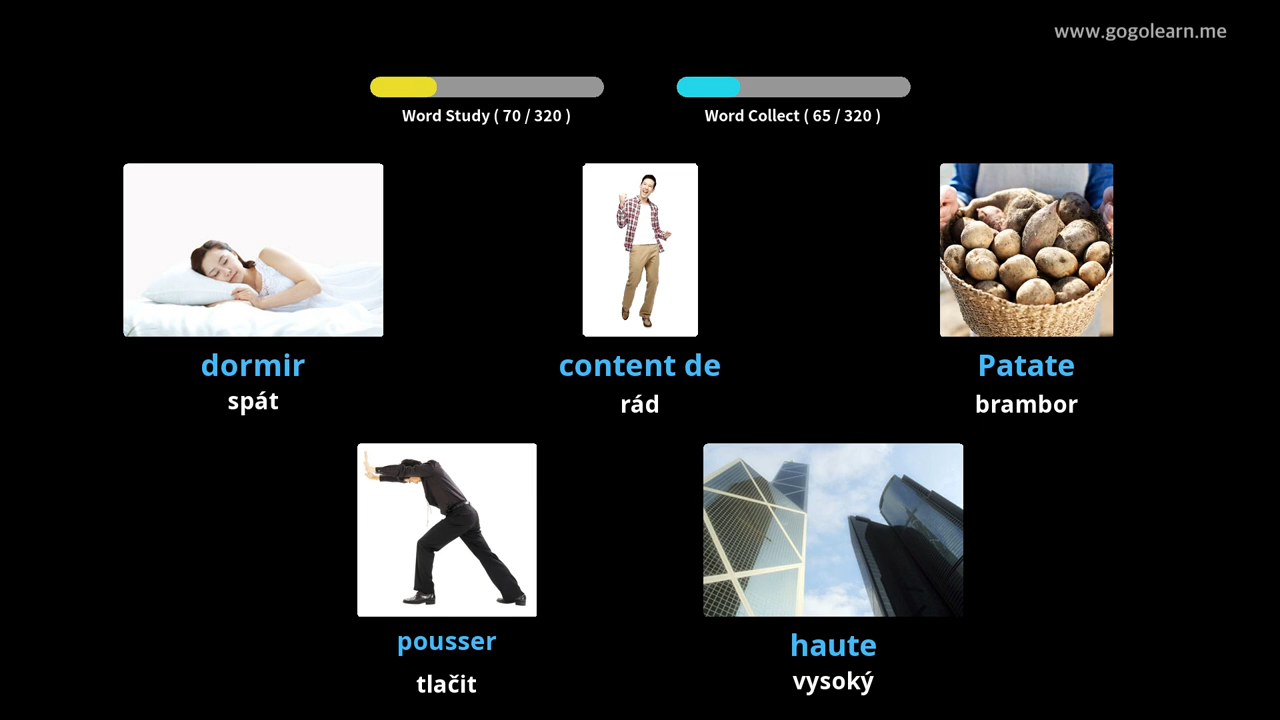 www.gogolearn.me
Word Study ( 70 / 320 )
Word Collect ( 65 / 320 )
dormir
spát
content de
rád
Patate
brambor
pousser
tlačit
haute
vysoký